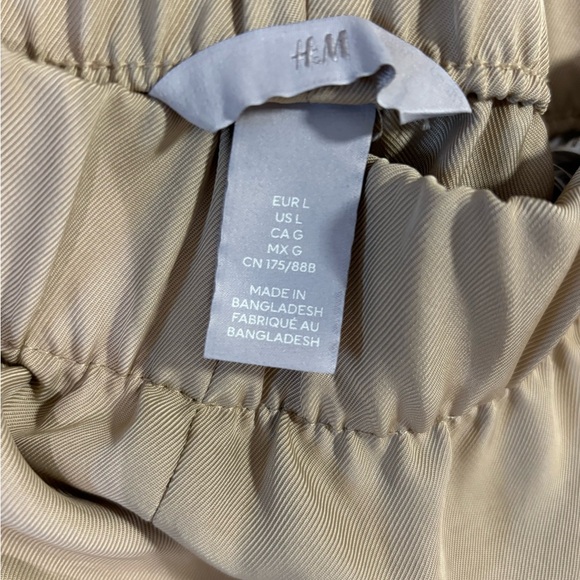 H&M
EUR L
US L
CA G
MX G
CN 175/88B
MADE IN
BANGLADESH
FABRIQUÉ AU
BANGLADESH